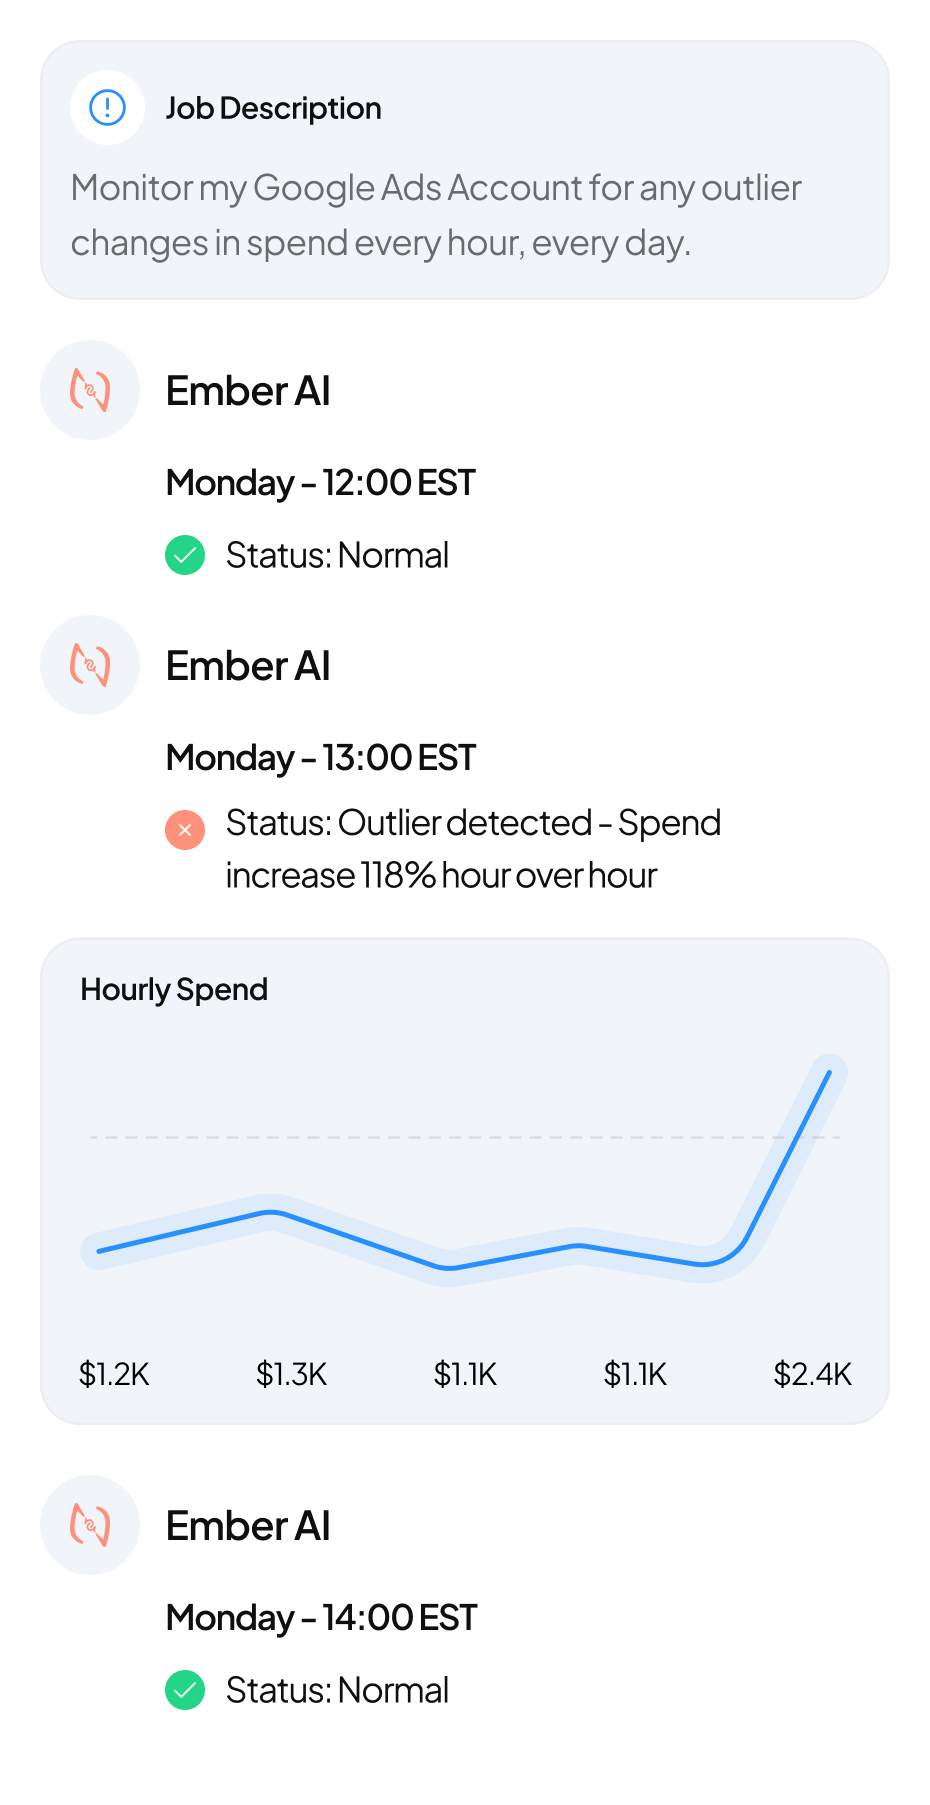 Job Description
Monitor my Google Ads Account for any outlier
changes in spend every hour, every day.
Ember AI
Monday - 12:00 EST
Status: Normal
Ember AI
Monday - 13:00 EST
Status: Outlier detected - Spend
increase 118% hour over hour
Hourly Spend
$1.2K $1.3K $1.1K $1.1K $2.4K
Ember AI
Monday - 14:00 EST
Status: Normal